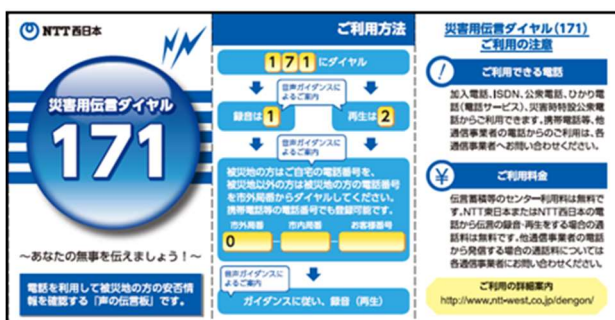 NTT西日本
災害用伝言ダイヤル
171
～あなたの無事を伝えましょう！～
電話を利用して被災地の方の安否情
報を確認する「声の伝言板」です。
ご利用方法
171にダイヤル
音声ガイダンスに
よるご案内
録音は1
再生は2
音声ガイダンスに
よるご案内
被災地の方はご自宅の電話番号を、
被災地以外の方は被災地の方の電話番号
を市外局番からダイヤルしてください。
携帯電話等の電話番号でも登録可能です。
市外局番 市内局番 お客様番号
0
音声ガイダンスに
よるご案内
ガイダンスに従い、録音（再生）
災害用伝言ダイヤル（171）
ご利用の注意
！
ご利用できる電話
加入電話、ISDN、公衆電話、ひかり電
話（電話サービス）、災害時特設公衆電
話からご利用できます。携帯電話等、他
通信事業者の電話からのご利用は、各
通信事業者へお問い合わせください。
¥
ご利用料金
伝言蓄積等のセンター利用料は無料で
す。NTT東日本またはNTT西日本の電
話から伝言の録音・再生をする場合の通
話料は無料です。他通信事業者の電話
から発信する場合の通話料については
各通信事業者にお問い合わせください。
ご利用の詳細案内
http://www.ntt-west.co.jp/dengon/